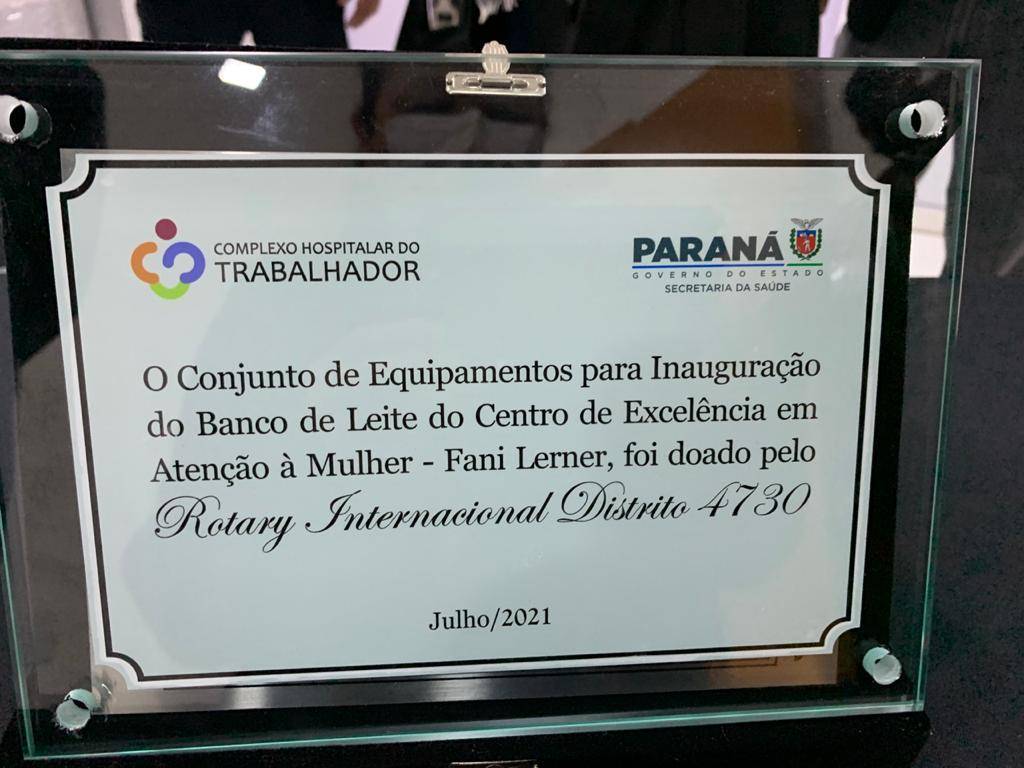 COMPLEXO HOSPITALAR DO
TRABALHADOR
PARANÁ
GOVERNO DO ESTADO
SECRETARIA DA SAÚDE
O Conjunto de Equipamentos para Inauguração
do Banco de Leite do Centro de Excelência em
Atenção à Mulher - Fani Lerner, foi doado pelo
Rotary Internacional Distrito 4730
Julho/2021